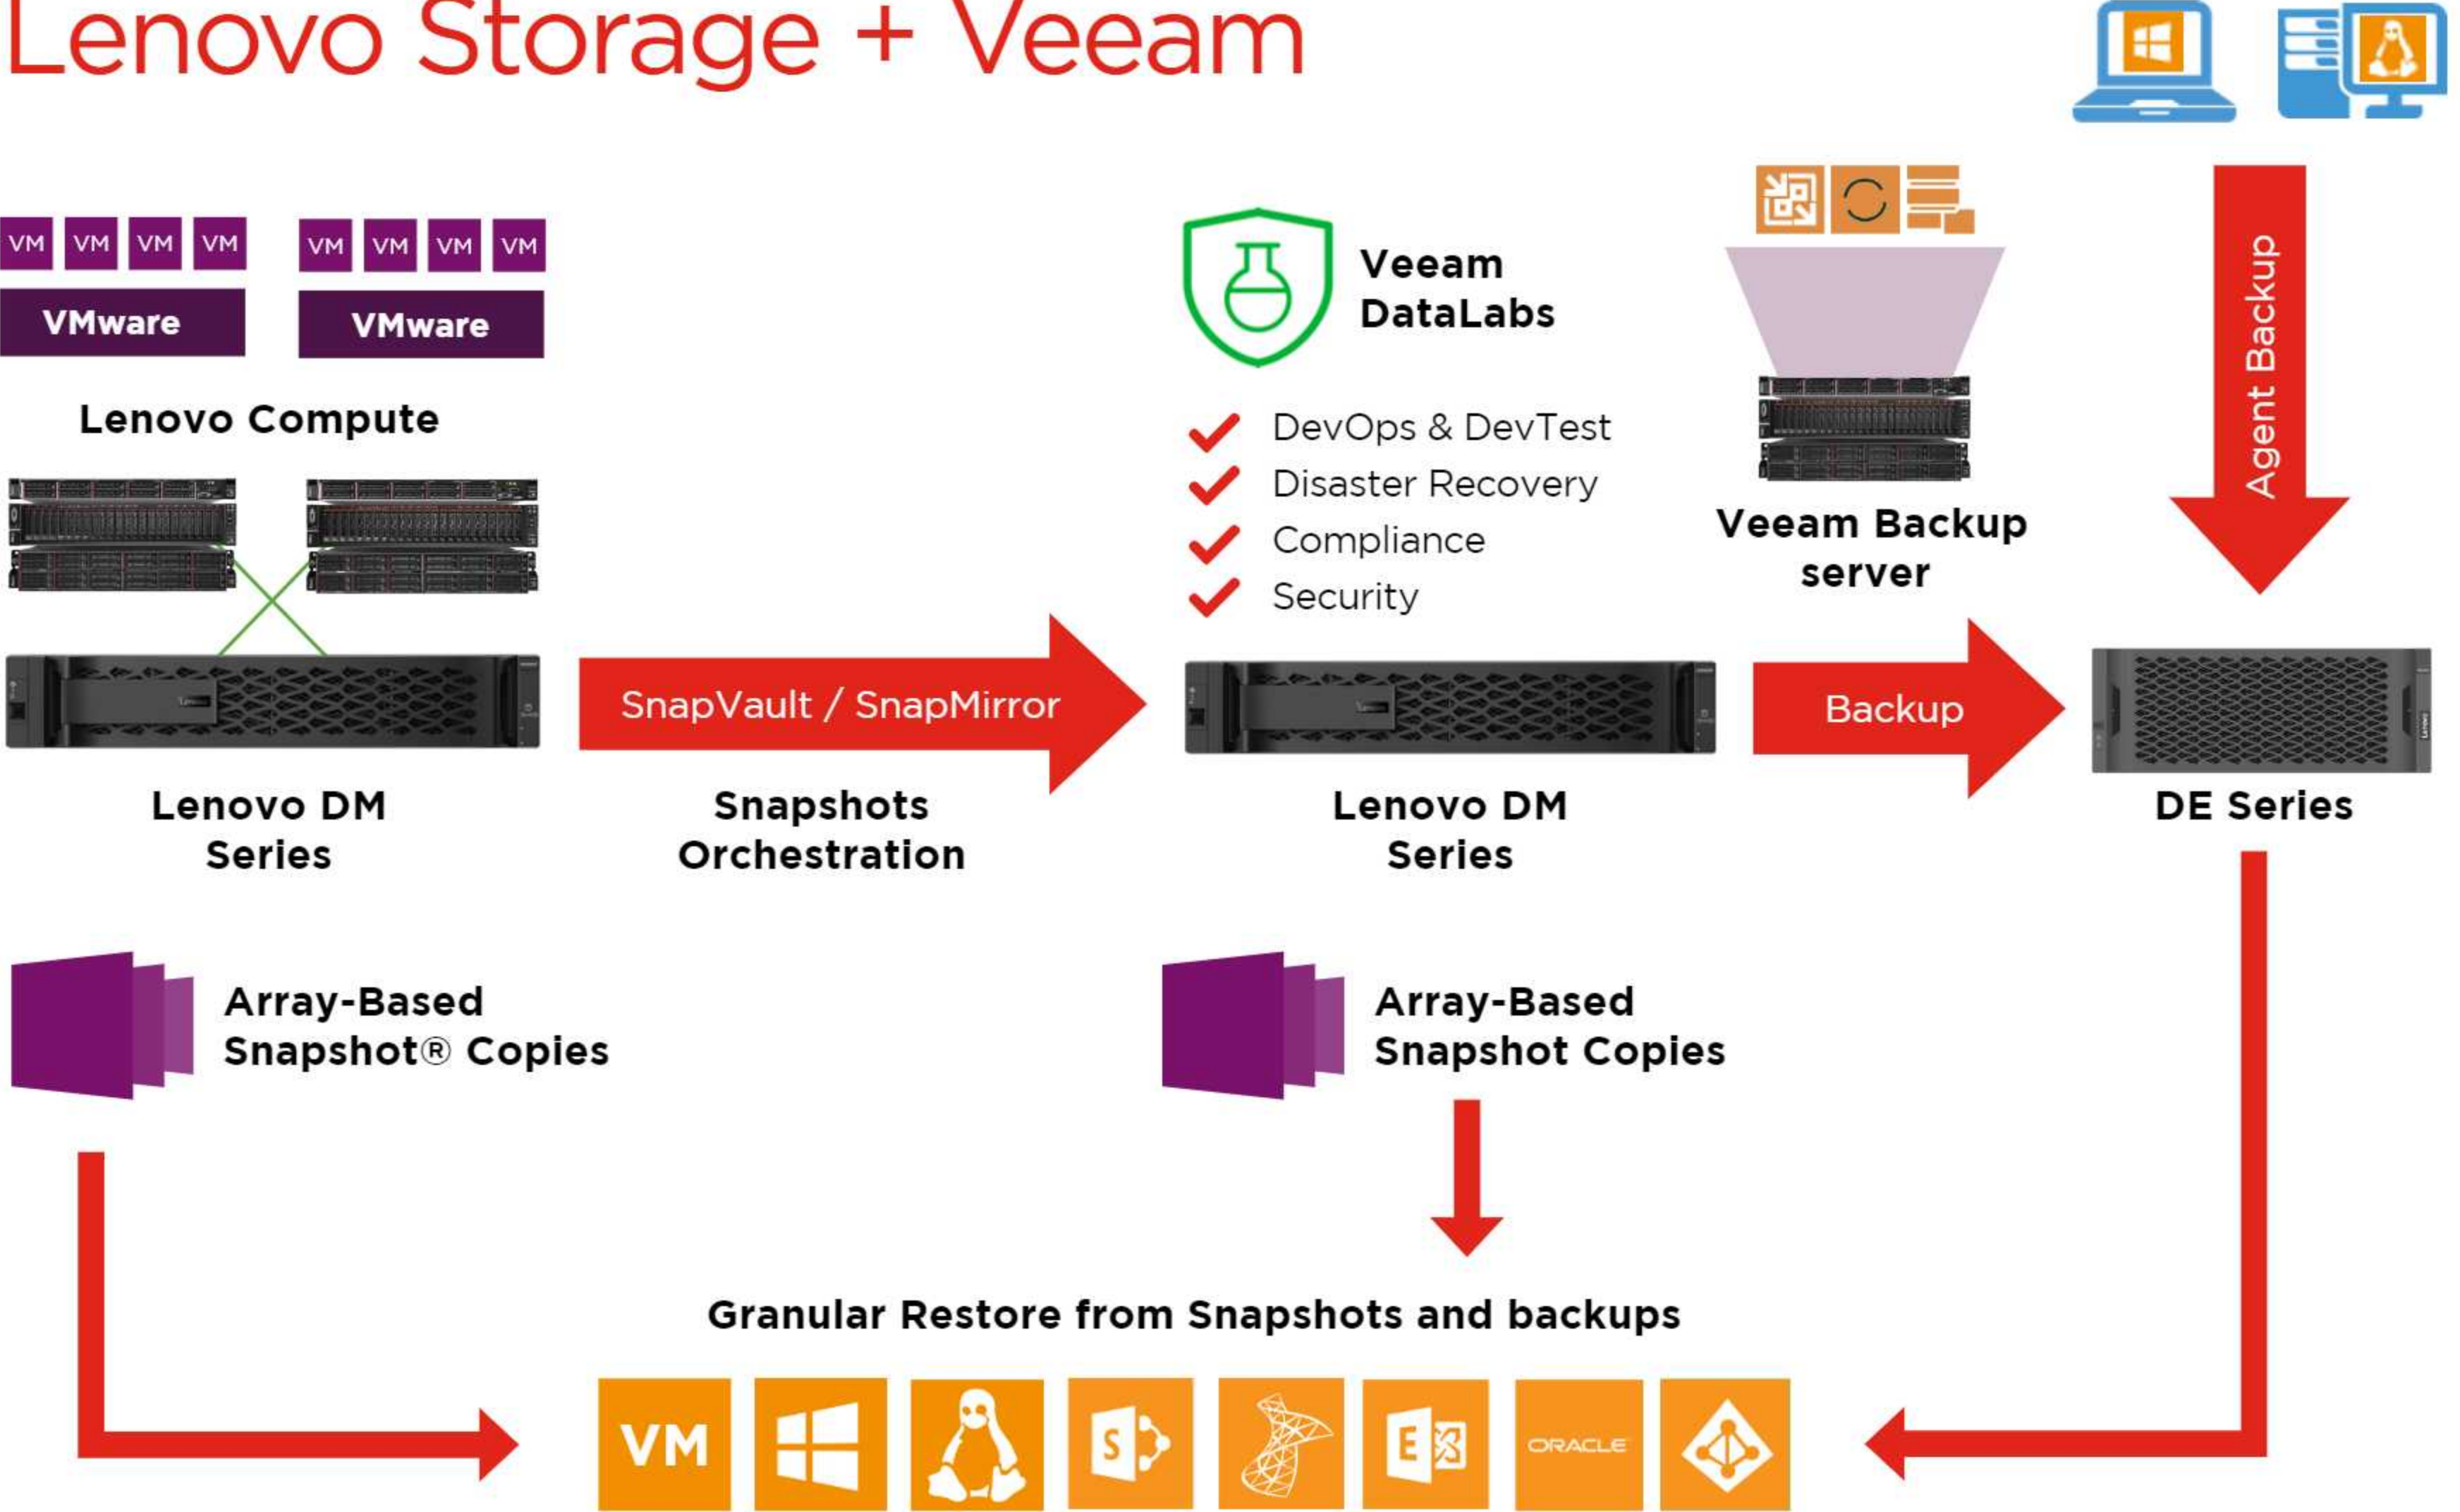 Lenovo Storage + Veeam
VM VM VM VM VM VM VM VM
VMware VMware
Lenovo Compute
Veeam
DataLabs
DevOps & DevTest
Disaster Recovery
Compliance
Security
Veeam Backup
server
Agent Backup
SnapVault / SnapMirror
Backup
Lenovo DM
Series
Snapshots
Orchestration
Lenovo DM
Series
DE Series
Array-Based
Snapshot® Copies
Array-Based
Snapshot Copies
Granular Restore from Snapshots and backups
VM
S
E
ORACLE